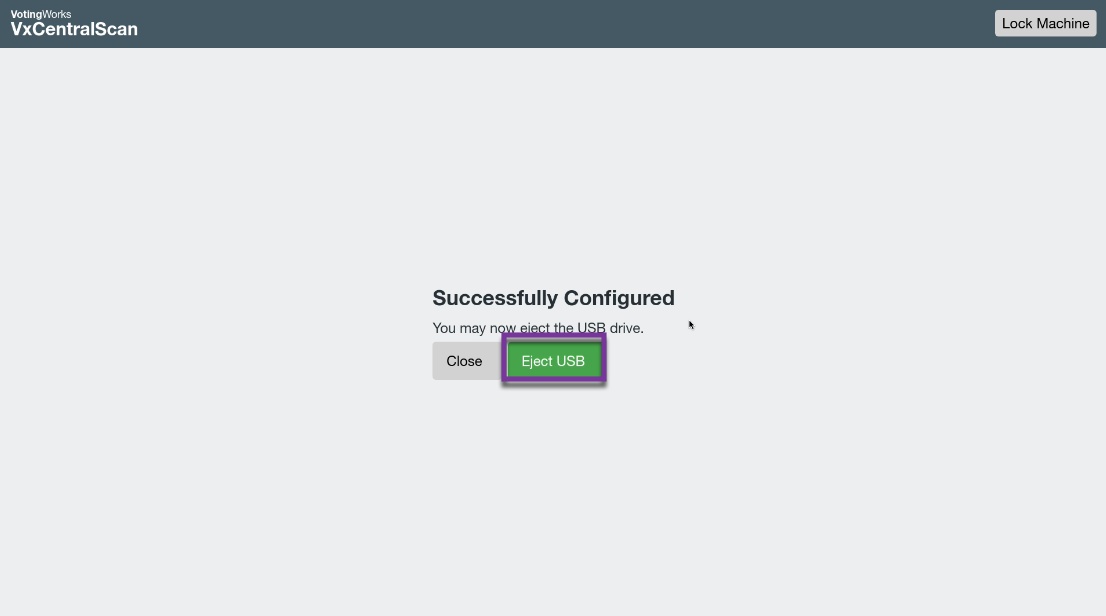 VotingWorks
VxCentralScan
Lock Machine
Successfully Configured
You may now eject the USB drive.
Close
Eject USB